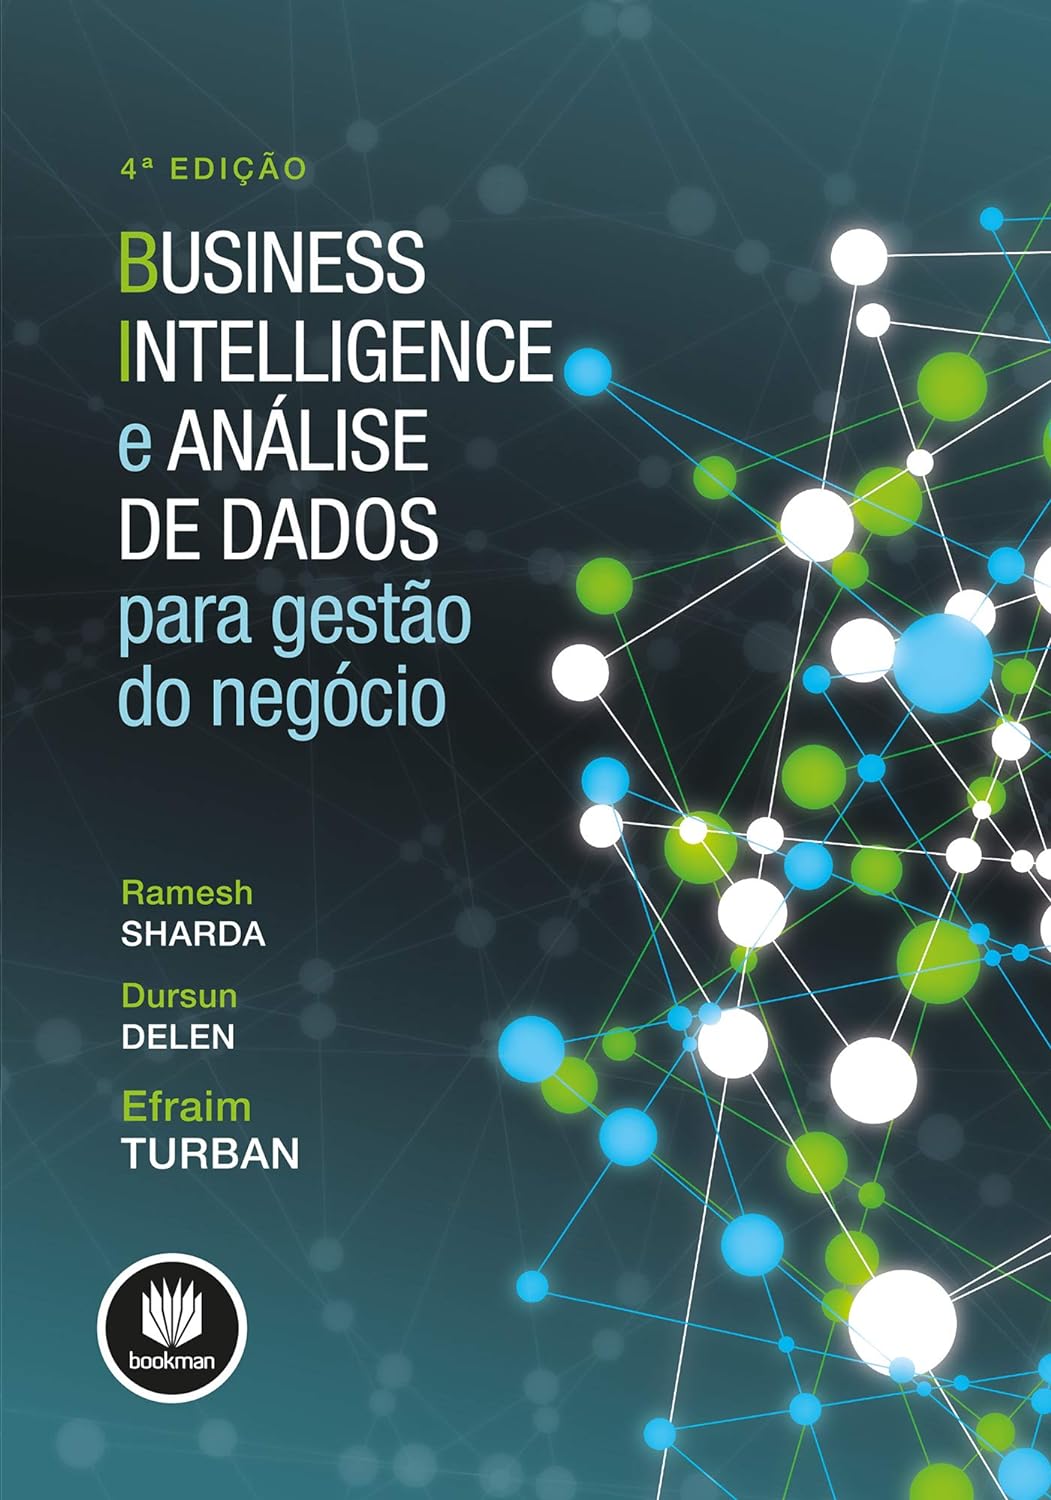 4ª EDIÇÃO
BUSINESS
INTELLIGENCE
e ANÁLISE
DE DADOS
para gestão
do negócio
Ramesh
SHARDA
Dursun
DELEN
Efraim
TURBAN
bookman